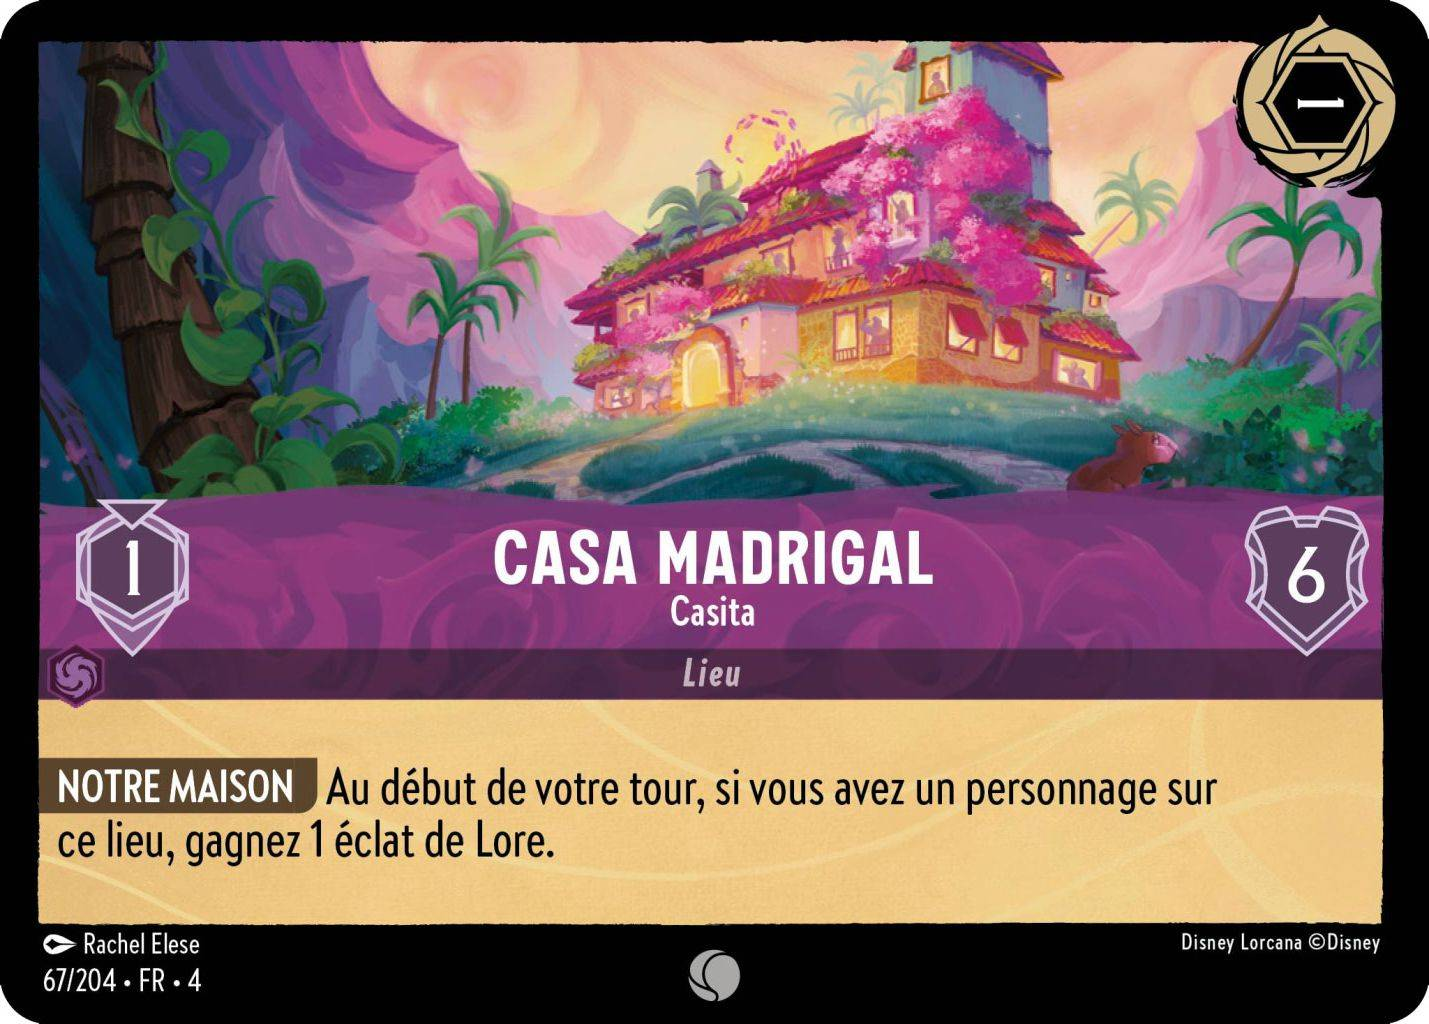 1
1
CASA MADRIGAL
6
Casita
Lieu
NOTRE MAISON Au début de votre tour, si vous avez un personnage sur
ce lieu, gagnez 1 éclat de Lore.
Rachel Elese
Disney Lorcana ©Disney
67/204 • FR • 4